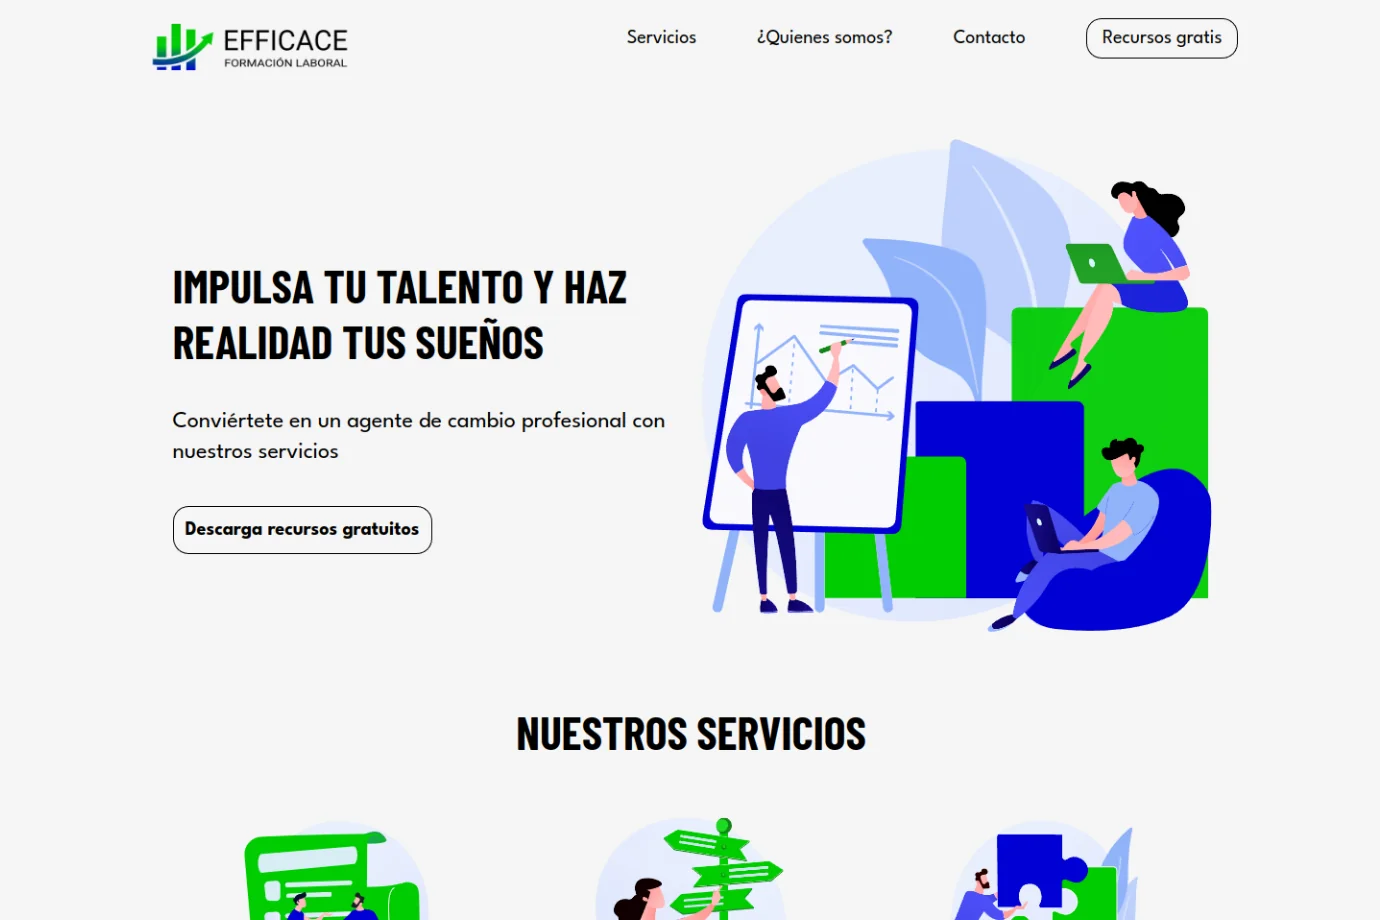 EFFICACE
FORMACIÓN LABORAL
Servicios
¿Quienes somos?
Contacto
Recursos gratis
IMPULSA TU TALENTO Y HAZ
REALIDAD TUS SUEÑOS
Conviértete en un agente de cambio profesional con
nuestros servicios
Descarga recursos gratuitos
NUESTROS SERVICIOS